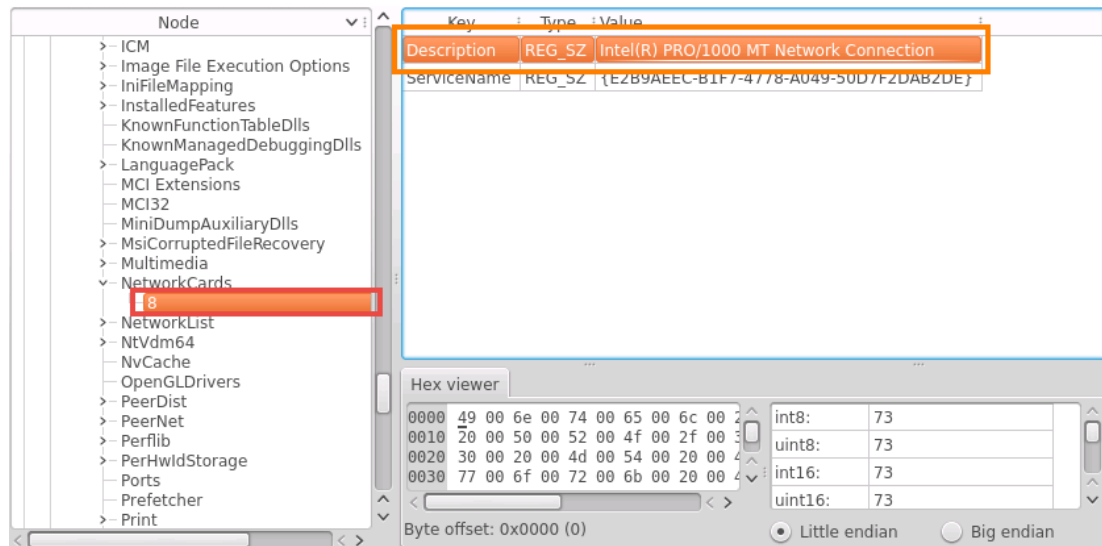 Node
ICM
Image File Execution Options
IniFileMapping
InstalledFeatures
KnownFunctionTableDlls
KnownManagedDebuggingDlls
LanguagePack
MCI Extensions
MCI32
MiniDumpAuxiliaryDlls
MsiCorruptedFileRecovery
Multimedia
NetworkCards
8
NetworkList
NtVdm64
NvCache
OpenGLDrivers
PeerDist
PeerNet
Perflib
PerHwIdStorage
Ports
Prefetcher
Print
Key Type Value
Description REG_SZ Intel(R) PRO/1000 MT Network Connection
ServiceName REG_SZ {E2B9AEEC-B1F7-4778-A049-50D7F2DAB2DE}
Hex viewer
0000 49 00 6e 00 74 00 65 00 6c 00
0010 20 00 50 00 52 00 4f 00 2f 00
0020 30 00 20 00 4d 00 54 00 20 00
0030 77 00 6f 00 72 00 6b 00 20 00
Byte offset: 0x0000 (0)
int8: 73
uint8: 73
int16: 73
uint16: 73
Little endian Big endian